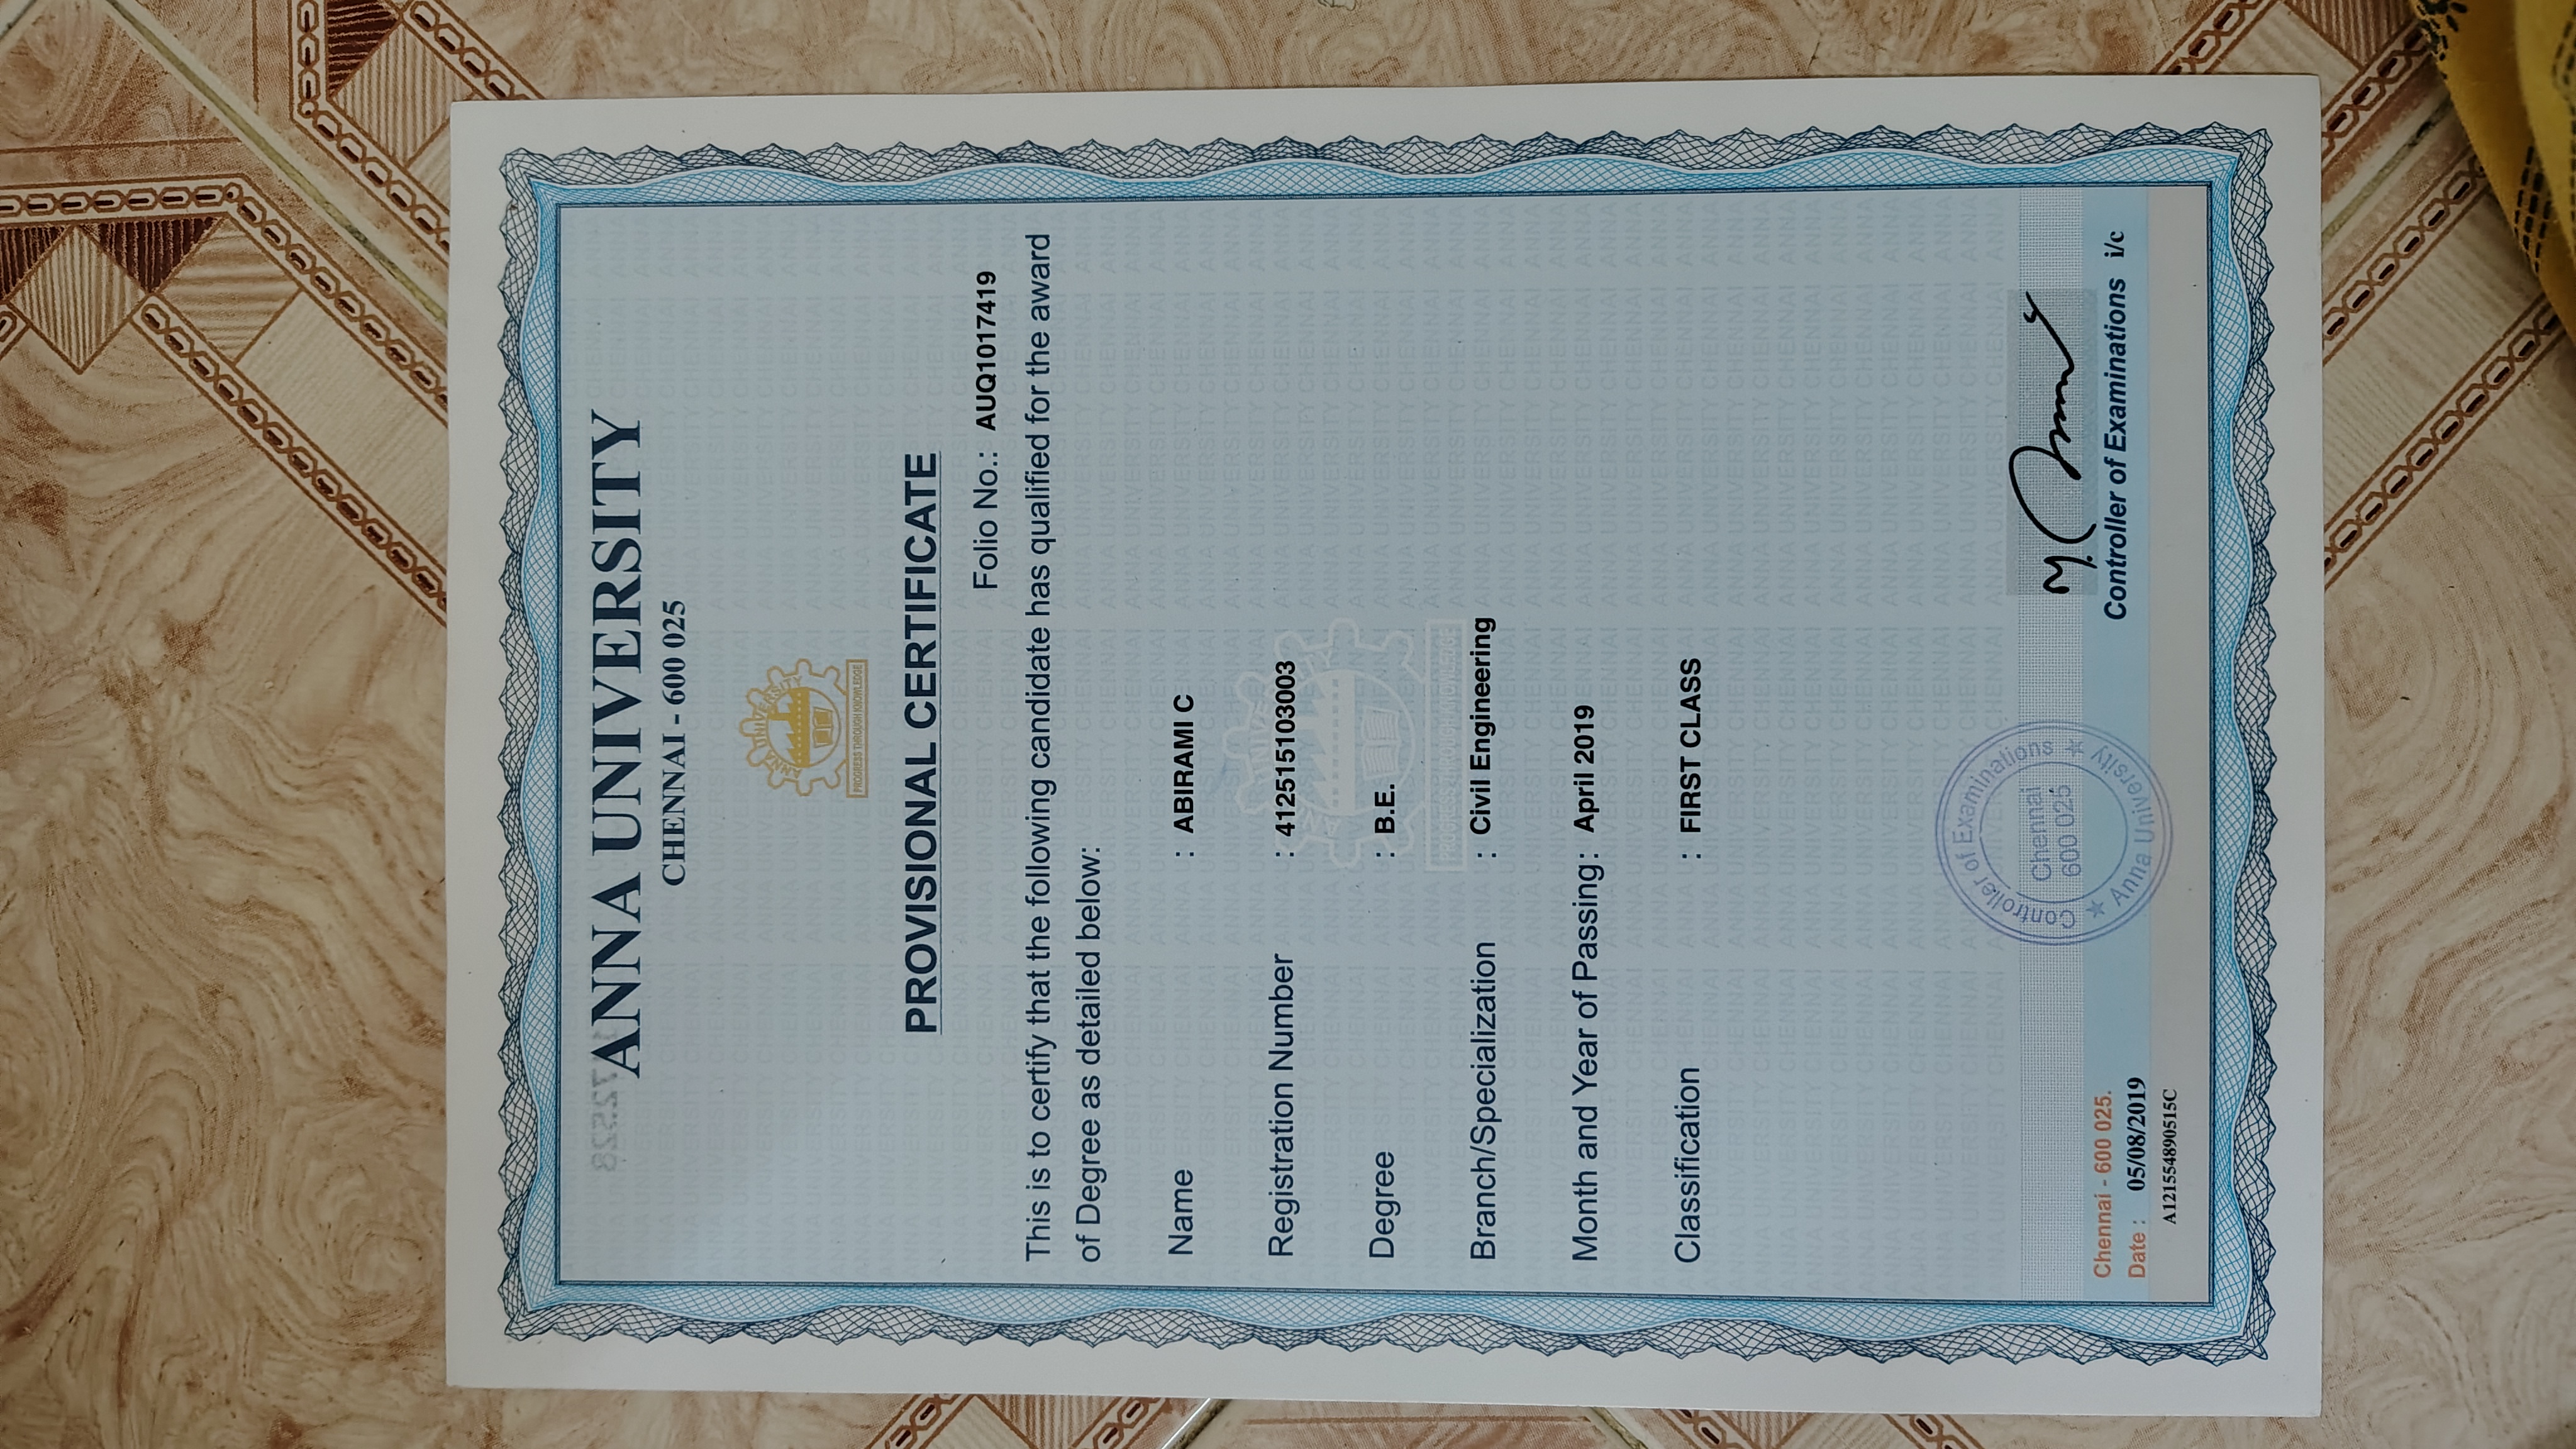 ANNA UNIVERSITY
CHENNAI - 600 025
ANNA UNIVERSITY
PROGRESS THROUGH KNOWLEDGE
PROVISIONAL CERTIFICATE
Folio No.: AUQ1017419
This is to certify that the following candidate has qualified for the award
of Degree as detailed below:
Name : ABIRAMI C
Registration Number : 412515103003
Degree : B.E.
Branch/Specialization : Civil Engineering
Month and Year of Passing : April 2019
Classification : FIRST CLASS
Controller of Examinations
Chennai
600 025
★ Anna University ★
Chennai - 600 025.
Controller of Examinations i/c
Date : 05/08/2019
A121554890515C